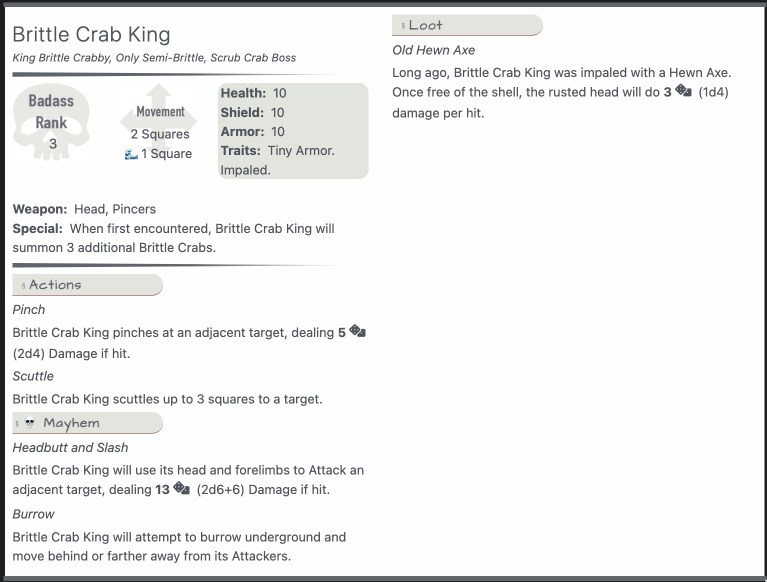 Brittle Crab King
King Brittle Crabby, Only Semi-Brittle, Scrub Crab Boss
Badass
Rank
3
Movement
2 Squares
🌊 1 Square
Health: 10
Shield: 10
Armor: 10
Traits: Tiny Armor.
Impaled.
Weapon: Head, Pincers
Special: When first encountered, Brittle Crab King will
summon 3 additional Brittle Crabs.
§ Actions
Pinch
Brittle Crab King pinches at an adjacent target, dealing 5
(2d4) Damage if hit.
Scuttle
Brittle Crab King scuttles up to 3 squares to a target.
§ 💀 Mayhem
Headbutt and Slash
Brittle Crab King will use its head and forelimbs to Attack an
adjacent target, dealing 13 (2d6+6) Damage if hit.
Burrow
Brittle Crab King will attempt to burrow underground and
move behind or farther away from its Attackers.
§ Loot
Old Hewn Axe
Long ago, Brittle Crab King was impaled with a Hewn Axe.
Once free of the shell, the rusted head will do 3 (1d4)
damage per hit.